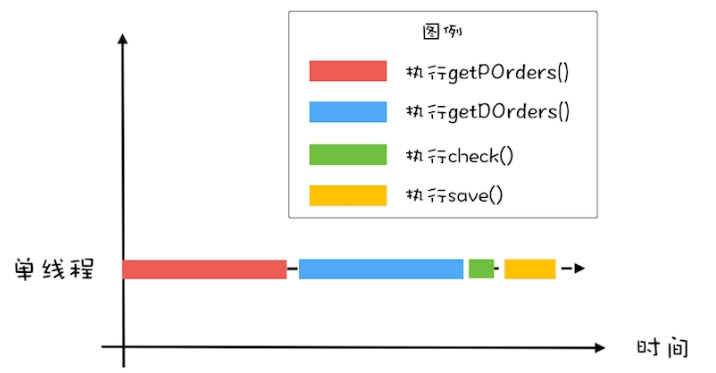 图例
执行getPOrders()
执行getDOrders()
执行check()
执行save()
单线程
时间